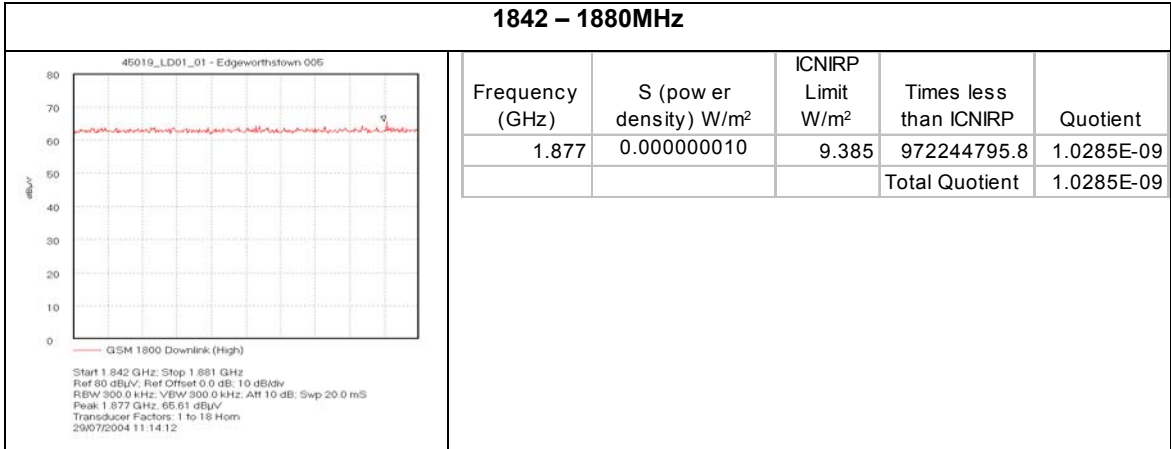 1842 – 1880MHz
45019_LD01_01 - Edgeworthstown 005
80
70
60
50
40
30
20
10
0
dBµV
GSM 1800 Downlink (High)
Start 1.842 GHz; Stop 1.881 GHz
Ref 80 dBµV; Ref Offset 0.0 dB; 10 dB/div
RBW 300.0 kHz; VBW 300.0 kHz; Att 10 dB; Swp 20.0 mS
Peak 1.877 GHz, 65.61 dBµV
Transducer Factors; 1 to 18 Horn
29/07/2004 11:14:12
Frequency (GHz) S (pow er density) W/m² ICNIRP Limit W/m² Times less than ICNIRP Quotient
1.877 0.000000010 9.385 972244795.8 1.0285E-09
Total Quotient 1.0285E-09